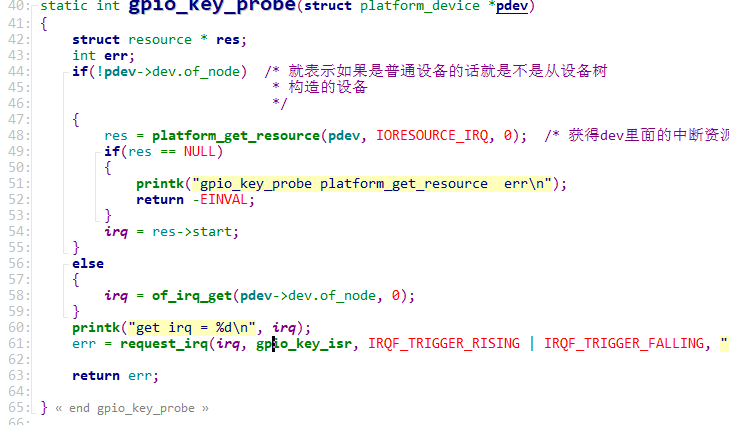 40: static int gpio_key_probe(struct platform_device *pdev)
41: {
42: struct resource * res;
43: int err;
44: if(!pdev->dev.of_node) /* 就表示如果是普通设备的话就是不是从设备树
45: * 构造的设备
46: */
47: {
48: res = platform_get_resource(pdev, IORESOURCE_IRQ, 0); /* 获得dev里面的中断资源
49: if(res == NULL)
50: {
51: printk("gpio_key_probe platform_get_resource  err\n");
52: return -EINVAL;
53: }
54: irq = res->start;
55: }
56: else
57: {
58: irq = of_irq_get(pdev->dev.of_node, 0);
59: }
60: printk("get irq = %d\n", irq);
61: err = request_irq(irq, gpio_key_isr, IRQF_TRIGGER_RISING | IRQF_TRIGGER_FALLING, "
62:
63: return err;
64:
65: } « end gpio_key_probe »
66: